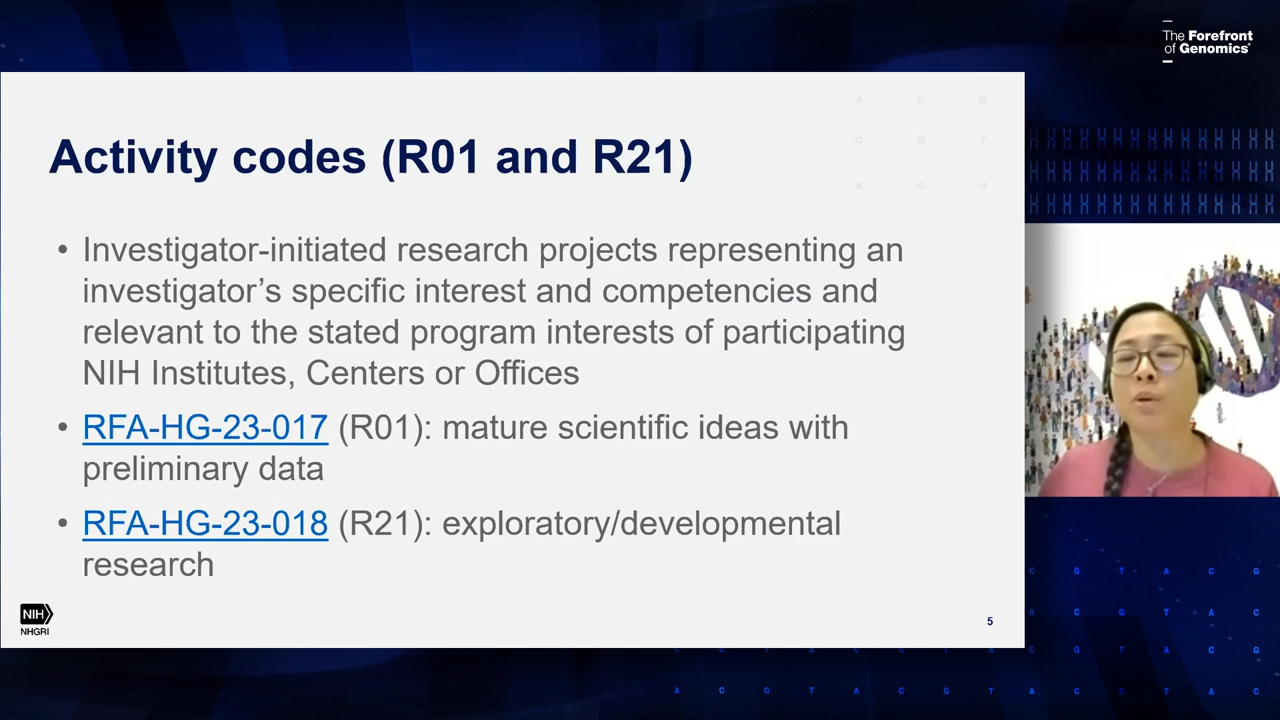 The Forefront
of Genomics®
Activity codes (R01 and R21)
• Investigator-initiated research projects representing an
investigator’s specific interest and competencies and
relevant to the stated program interests of participating
NIH Institutes, Centers or Offices
• RFA-HG-23-017 (R01): mature scientific ideas with
preliminary data
• RFA-HG-23-018 (R21): exploratory/developmental
research
NIH
NHGRI
5
A C G
C G T
A C G
C G T A C G
A C G T A C
C G T A C G T A C G T A C G
A C G T A C G T A C G T A C